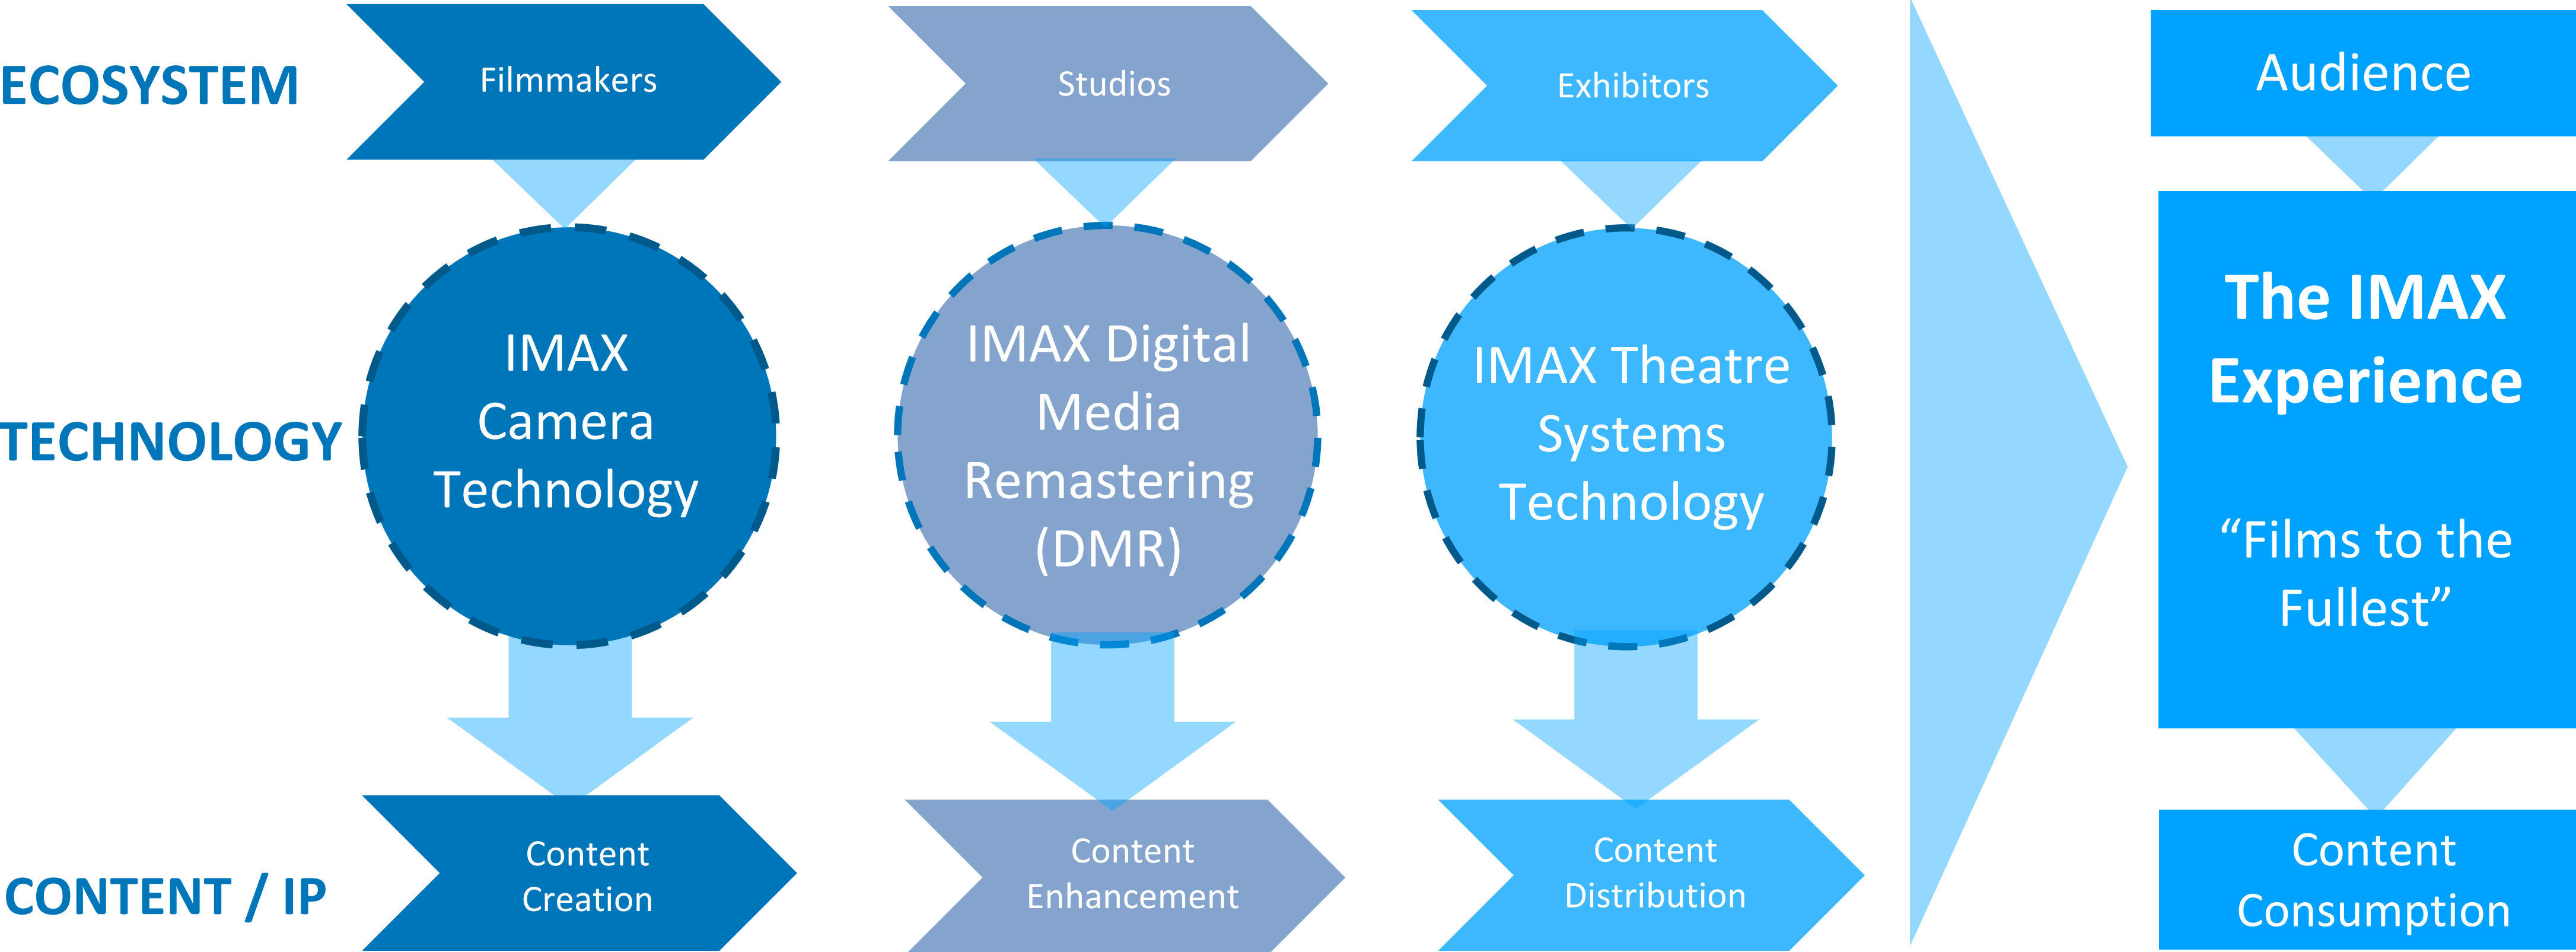 ECOSYSTEM
Filmmakers
Studios
Exhibitors
Audience
TECHNOLOGY
IMAX
Camera
Technology
IMAX Digital
Media
Remastering
(DMR)
IMAX Theatre
Systems
Technology
The IMAX
Experience
“Films to the
Fullest”
CONTENT / IP
Content
Creation
Content
Enhancement
Content
Distribution
Content
Consumption